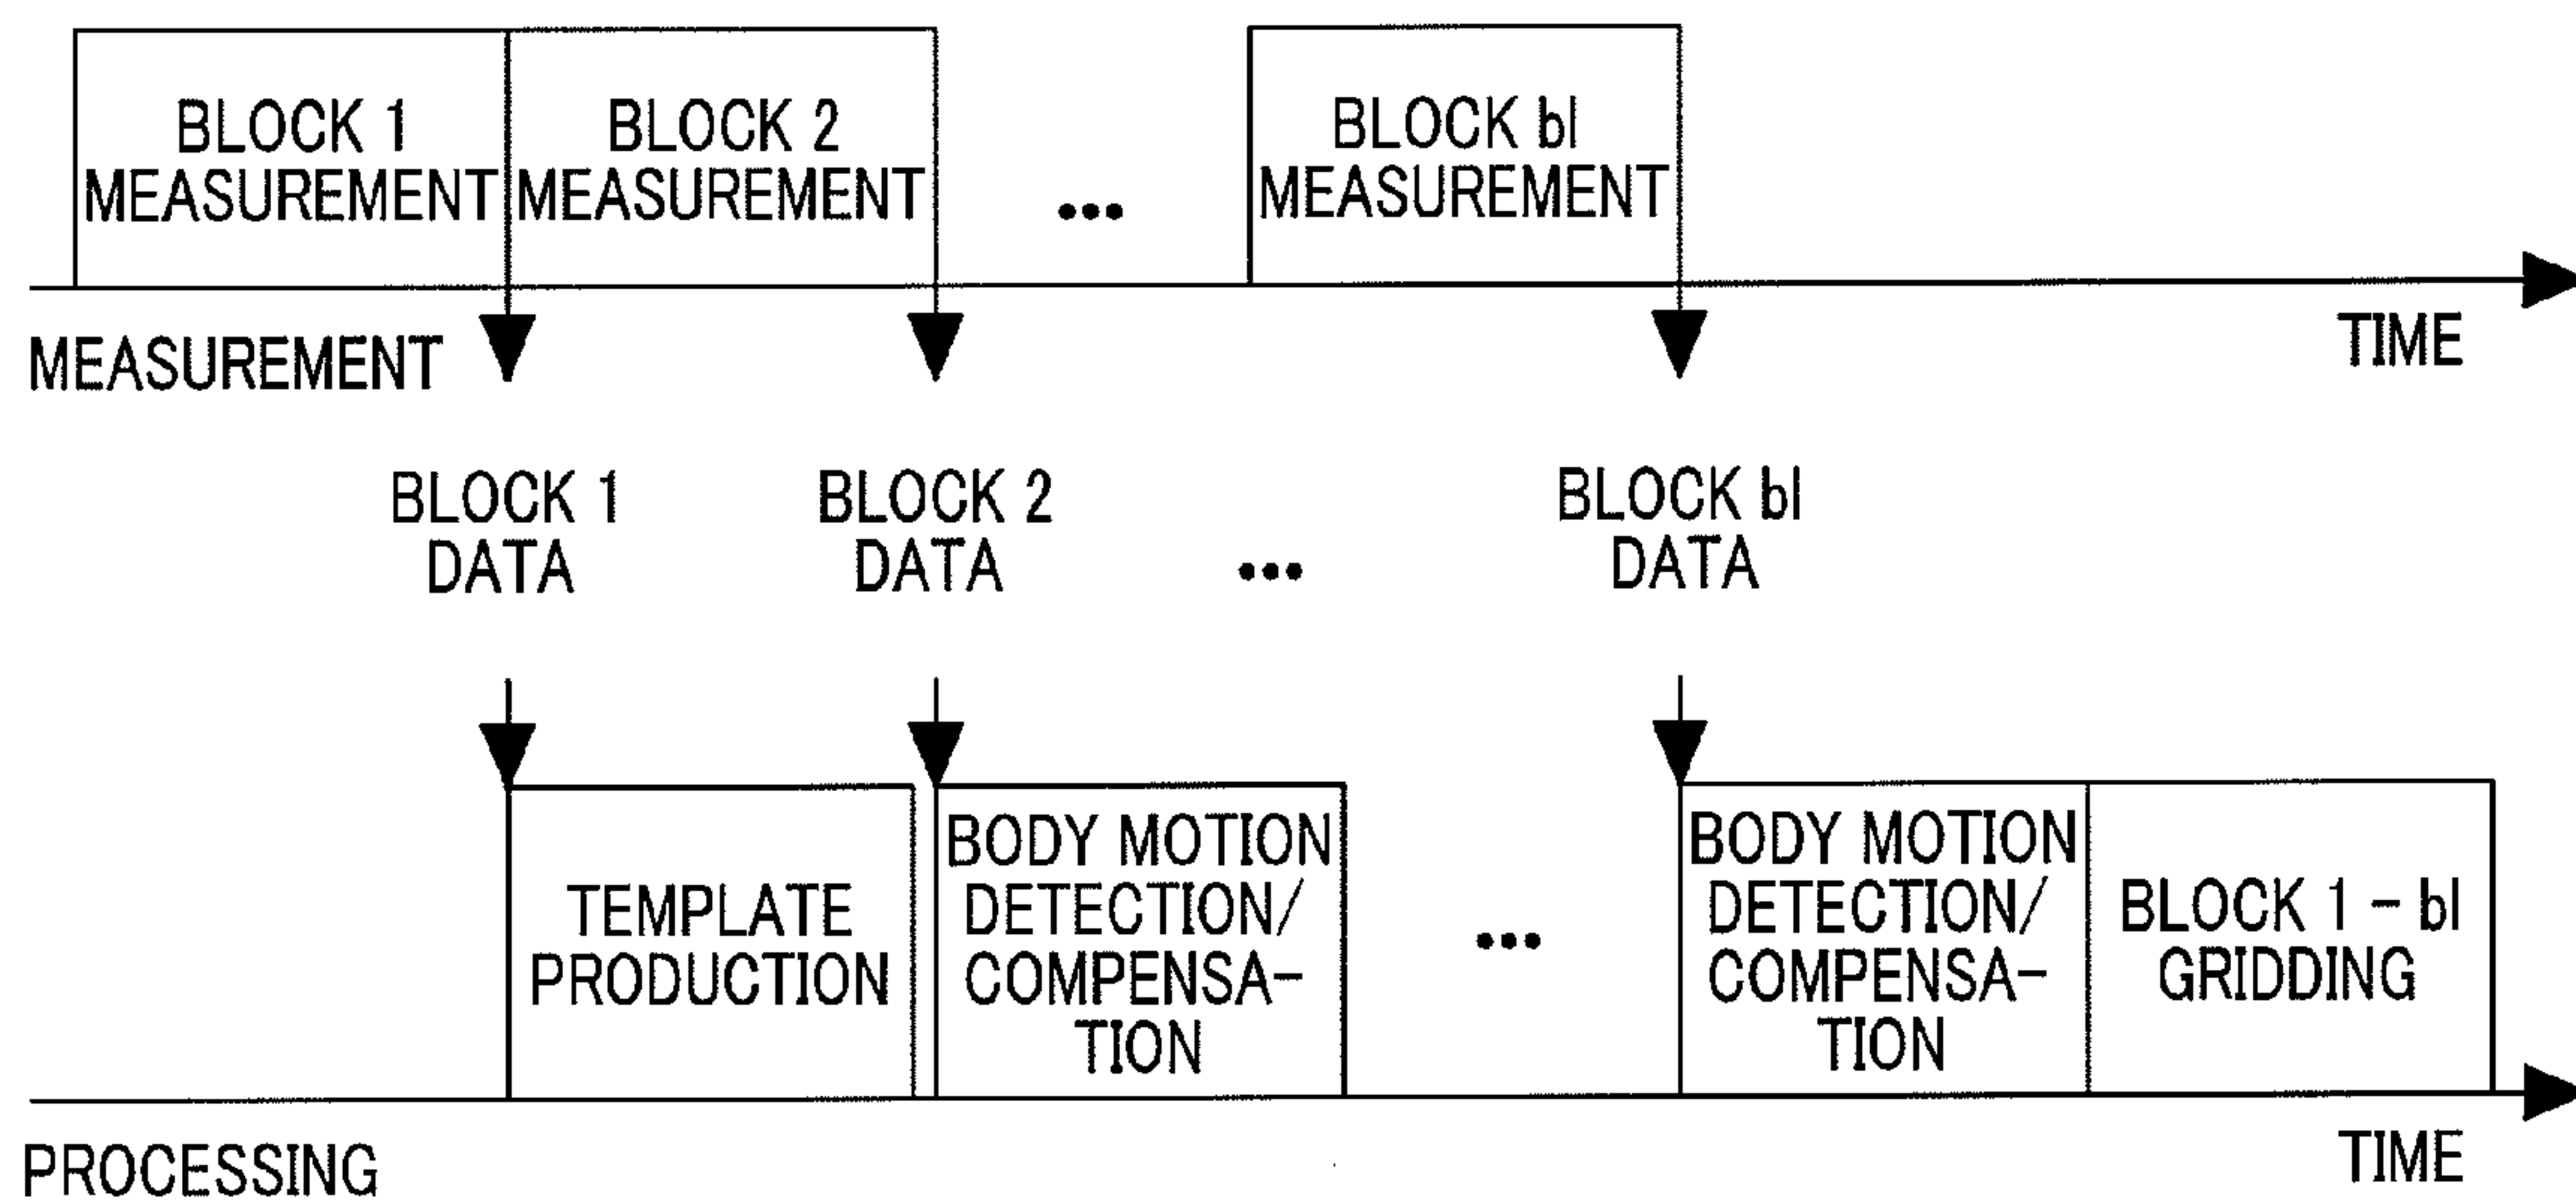 BLOCK 1
MEASUREMENT
BLOCK 2
MEASUREMENT
...
BLOCK bl
MEASUREMENT
MEASUREMENT
TIME
BLOCK 1
DATA
BLOCK 2
DATA
...
BLOCK bl
DATA
TEMPLATE
PRODUCTION
BODY MOTION
DETECTION/
COMPENSA-
TION
...
BODY MOTION
DETECTION/
COMPENSA-
TION
BLOCK 1 - bl
GRIDDING
PROCESSING
TIME